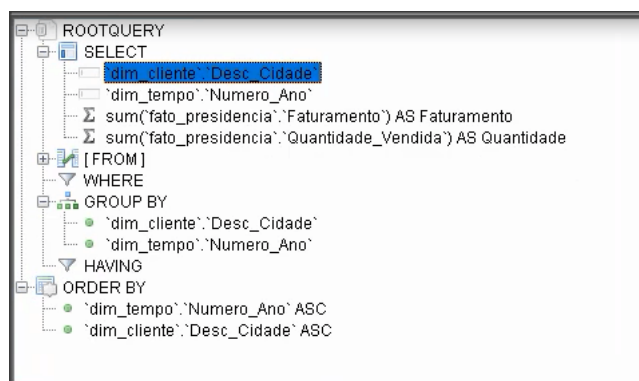 ROOTQUERY
SELECT
`dim_cliente`.`Desc_Cidade`
`dim_tempo`.`Numero_Ano`
sum(`fato_presidencia`.`Faturamento`) AS Faturamento
sum(`fato_presidencia`.`Quantidade_Vendida`) AS Quantidade
[ FROM ]
WHERE
GROUP BY
`dim_cliente`.`Desc_Cidade`
`dim_tempo`.`Numero_Ano`
HAVING
ORDER BY
`dim_tempo`.`Numero_Ano` ASC
`dim_cliente`.`Desc_Cidade` ASC